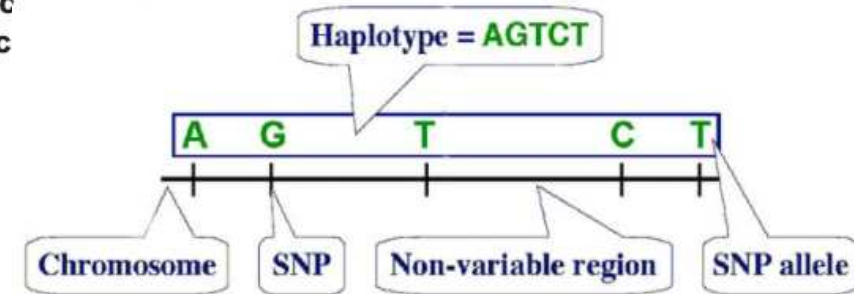 c
c
Haplotype = AGTCT
A G T C T
Chromosome
SNP
Non-variable region
SNP allele